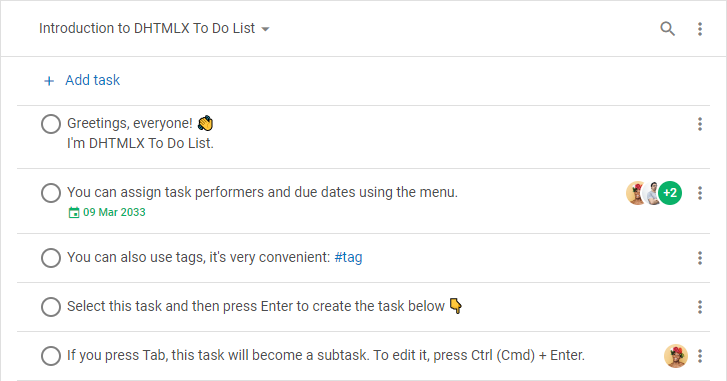 Introduction to DHTMLX To Do List
+ Add task
Greetings, everyone! 👏
I'm DHTMLX To Do List.
You can assign task performers and due dates using the menu.
+2
09 Mar 2033
You can also use tags, it's very convenient: #tag
Select this task and then press Enter to create the task below 👇
If you press Tab, this task will become a subtask. To edit it, press Ctrl (Cmd) + Enter.